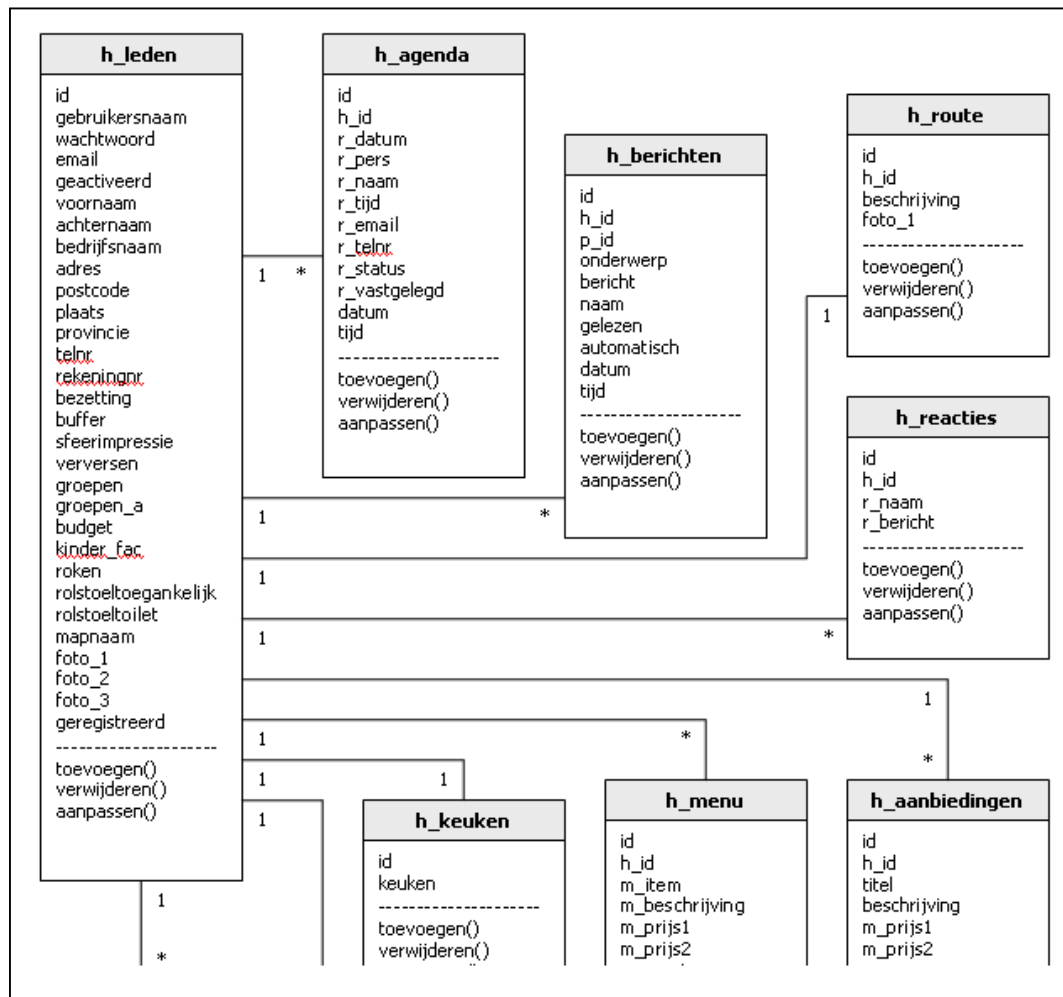 h_leden
id
gebruikersnaam
wachtwoord
email
geactiveerd
voornaam
achternaam
bedrijfsnaam
adres
postcode
plaats
provincie
telnr
rekeningnr
bezetting
buffer
sfeerimpressie
verversen
groepen
groepen_a
budget
kinder_fac
roken
rolstoeltoegankelijk
rolstoeltoilet
mapnaam
foto_1
foto_2
foto_3
geregistreerd
----------------------
toevoegen()
verwijderen()
aanpassen()
h_agenda
id
h_id
r_datum
r_pers
r_naam
r_tijd
r_email
r_telnr
r_status
r_vastgelegd
datum
tijd
----------------------
toevoegen()
verwijderen()
aanpassen()
h_berichten
id
h_id
p_id
onderwerp
bericht
naam
gelezen
automatisch
datum
tijd
----------------------
toevoegen()
verwijderen()
aanpassen()
h_route
id
h_id
beschrijving
foto_1
----------------------
toevoegen()
verwijderen()
aanpassen()
h_reacties
id
h_id
r_naam
r_bericht
----------------------
toevoegen()
verwijderen()
aanpassen()
1 *
1 *
1 1
1 *
1
*
1 *
1 1
1
1
*
h_keuken
id
keuken
----------------------
toevoegen()
verwijderen()
h_menu
id
h_id
m_item
m_beschrijving
m_prijs1
m_prijs2
h_aanbiedingen
id
h_id
titel
beschrijving
m_prijs1
m_prijs2